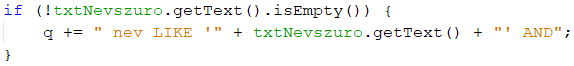 if (!txtNevszuro.getText().isEmpty()) {
    q += " nev LIKE '" + txtNevszuro.getText() + "' AND";
}